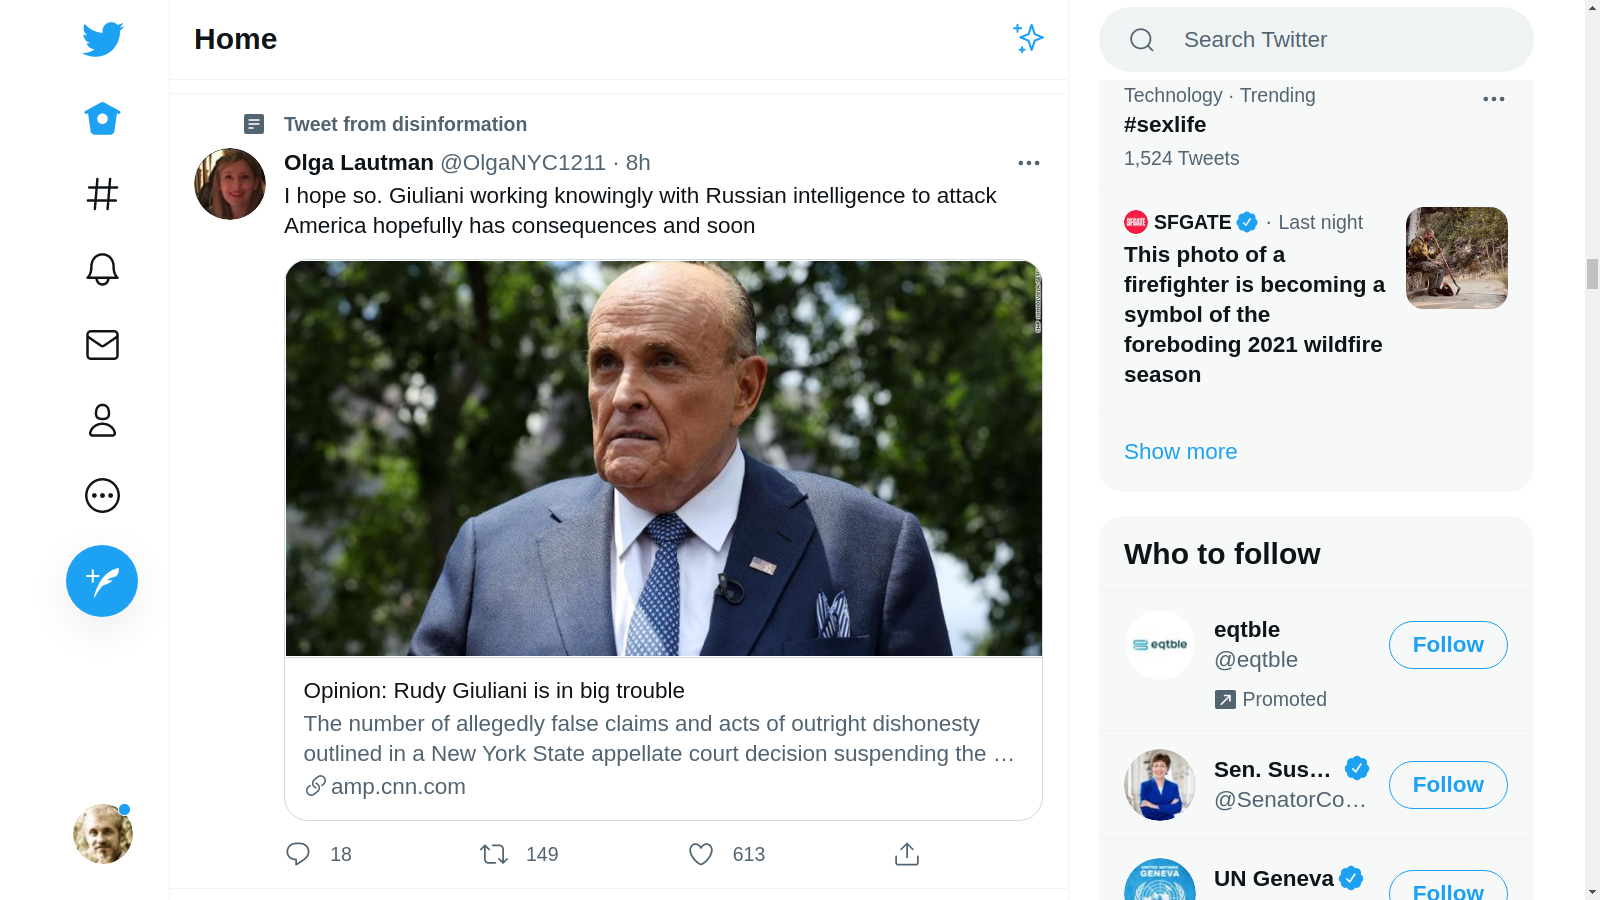 Home
Tweet from disinformation
Olga Lautman @OlgaNYC1211 · 8h
I hope so. Giuliani working knowingly with Russian intelligence to attack
America hopefully has consequences and soon
Opinion: Rudy Giuliani is in big trouble
The number of allegedly false claims and acts of outright dishonesty
outlined in a New York State appellate court decision suspending the …
amp.cnn.com
18 149 613
Search Twitter
Technology · Trending
#sexlife
1,524 Tweets
SFGATE
SFGATE · Last night
This photo of a
firefighter is becoming a
symbol of the
foreboding 2021 wildfire
season
Show more
Who to follow
eqtble
eqtble
@eqtble
Follow
Promoted
Sen. Sus…
@SenatorCo…
Follow
UNITED NATIONS
GENEVA
UN Geneva
Follow